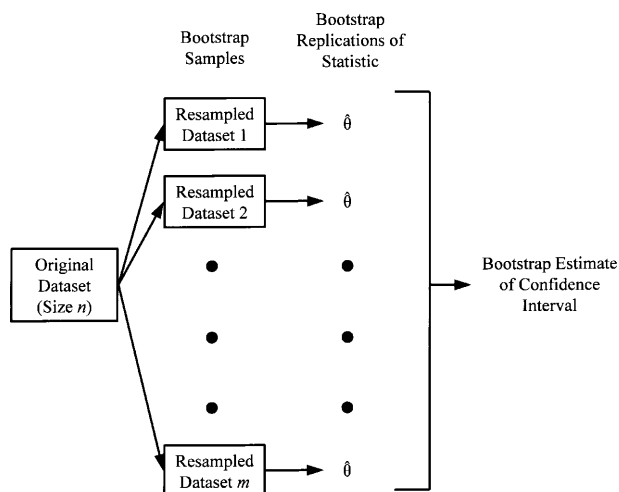 Bootstrap
Samples
Bootstrap
Replications of
Statistic
Resampled
Dataset 1
θ̂
Resampled
Dataset 2
θ̂
Original
Dataset
(Size n)
Bootstrap Estimate
of Confidence
Interval
Resampled
Dataset m
θ̂